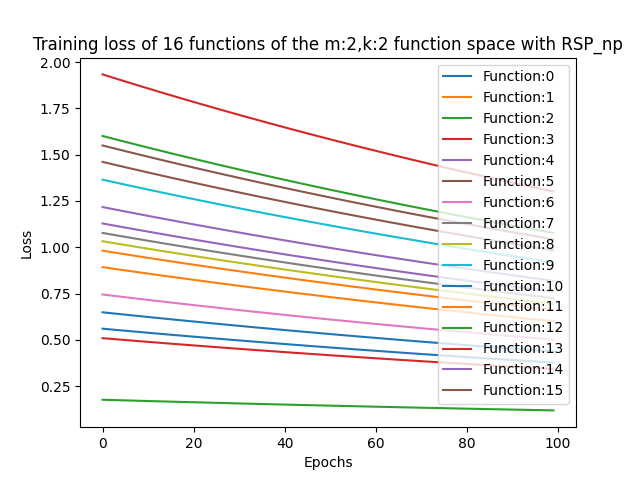 Training loss of 16 functions of the m:2,k:2 function space with RSP_np
2.00
1.75
1.50
1.25
1.00
0.75
0.50
0.25
Loss
0 20 40 60 80 100
Epochs
Function:0
Function:1
Function:2
Function:3
Function:4
Function:5
Function:6
Function:7
Function:8
Function:9
Function:10
Function:11
Function:12
Function:13
Function:14
Function:15